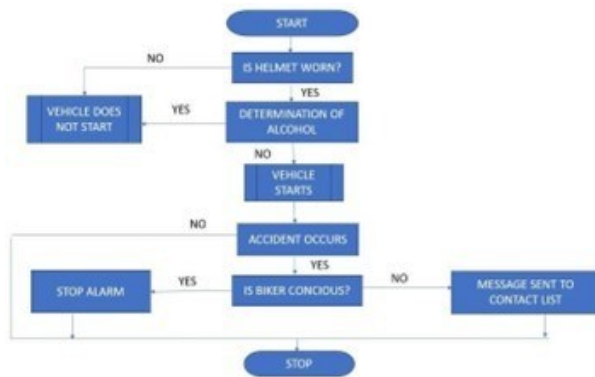 START
NO
IS HELMET WORN?
YES
VEHICLE DOES
NOT START
YES
DETERMINATION OF
ALCOHOL
NO
VEHICLE
STARTS
NO
ACCIDENT OCCURS
YES
STOP ALARM
YES
IS BIKER CONCIOUS?
NO
MESSAGE SENT TO
CONTACT LIST
STOP